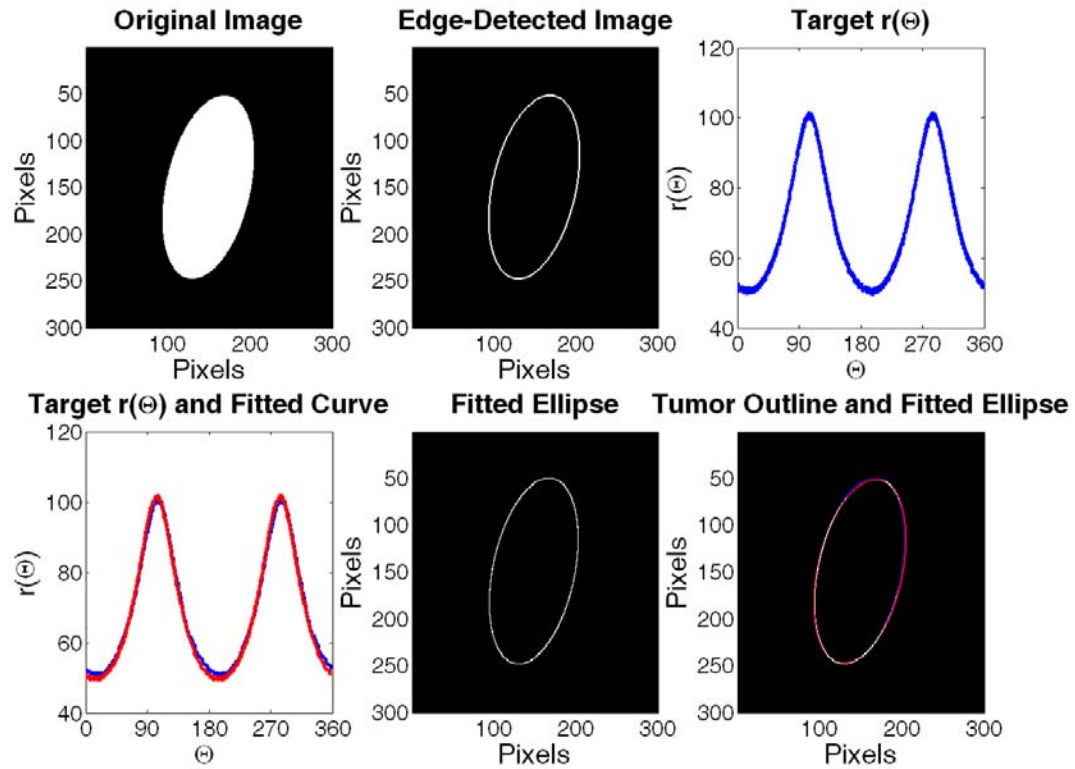 Original Image
50
100
150
200
250
300
Pixels
100 200 300
Pixels
Edge-Detected Image
50
100
150
200
250
300
Pixels
100 200 300
Pixels
Target r(Θ)
120
100
80
60
40
r(Θ)
0 90 180 270 360
Θ
Target r(Θ) and Fitted Curve
120
100
80
60
40
r(Θ)
0 90 180 270 360
Θ
Fitted Ellipse
50
100
150
200
250
300
Pixels
100 200 300
Pixels
Tumor Outline and Fitted Ellipse
50
100
150
200
250
300
Pixels
100 200 300
Pixels